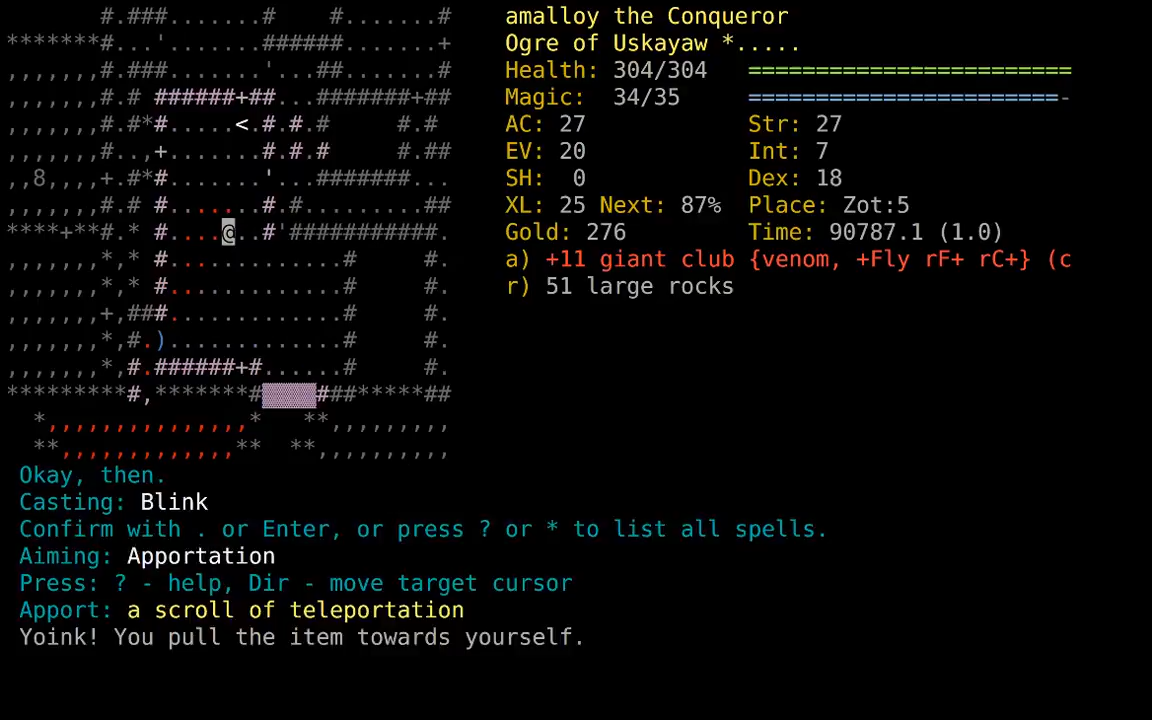 #.###.......#   #.......#   amalloy the Conqueror
*******#...'.......######.......+   Ogre of Uskayaw *.....
,,,,,,,#.###.......'...##.......#   Health: 304/304   ========================
,,,,,,,#.# ######+##...#######+##   Magic:  34/35     =======================-
,,,,,,,#.#*#.....<.#.#.#     #.#   AC: 27            Str: 27
,,,,,,,#..,+.......#.#.#     #.##   EV: 20            Int: 7
,,8,,,,+.#*#.......'...#######...   SH:  0            Dex: 18
,,,,,,,#.# #.......#.#.........##   XL: 25 Next: 87%  Place: Zot:5
****+**#.* #....@..#'###########.   Gold: 276         Time: 90787.1 (1.0)
,,,,,,,*,* #.............#     #.   a) +11 giant club {venom, +Fly rF+ rC+} (c
,,,,,,,*,* #.............#     #.   r) 51 large rocks
,,,,,,,+,###.............#     #.
,,,,,,,*,#.).............#     #.
,,,,,,,*,#.######+#......#     #.
*********#,*******#▒▒▒▒###*****##
*,,,,,,,,,,,,,,,*   **,,,,,,,,,
**,,,,,,,,,,,,,**  **,,,,,,,,,,
Okay, then.
Casting: Blink
Confirm with . or Enter, or press ? or * to list all spells.
Aiming: Apportation
Press: ? - help, Dir - move target cursor
Apport: a scroll of teleportation
Yoink! You pull the item towards yourself.